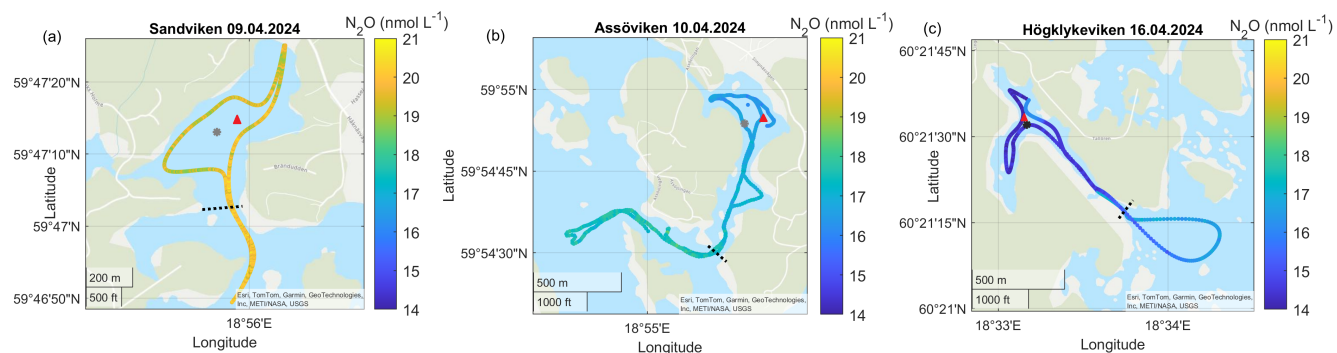 (a)
Sandviken 09.04.2024
N2O (nmol L-1)
21
20
19
18
17
16
15
14
59°47'20"N
59°47'10"N
59°47'N
59°46'50"N
Latitude
Brändudden
200 m
500 ft
Esri, TomTom, Garmin, GeoTechnologies,
Inc, METI/NASA, USGS
18°56'E
Longitude
(b)
Assöviken 10.04.2024
N2O (nmol L-1)
21
20
19
18
17
16
15
14
59°55'N
59°54'45"N
59°54'30"N
Latitude
500 m
1000 ft
Esri, TomTom, Garmin, GeoTechnologies,
Inc, METI/NASA, USGS
18°55'E
Longitude
(c)
Högklykeviken 16.04.2024
N2O (nmol L-1)
21
20
19
18
17
16
15
14
60°21'45"N
60°21'30"N
60°21'15"N
60°21'N
Latitude
500 m
1000 ft
Esri, TomTom, Garmin, GeoTechnologies,
Inc, METI/NASA, USGS
18°33'E
18°34'E
Longitude